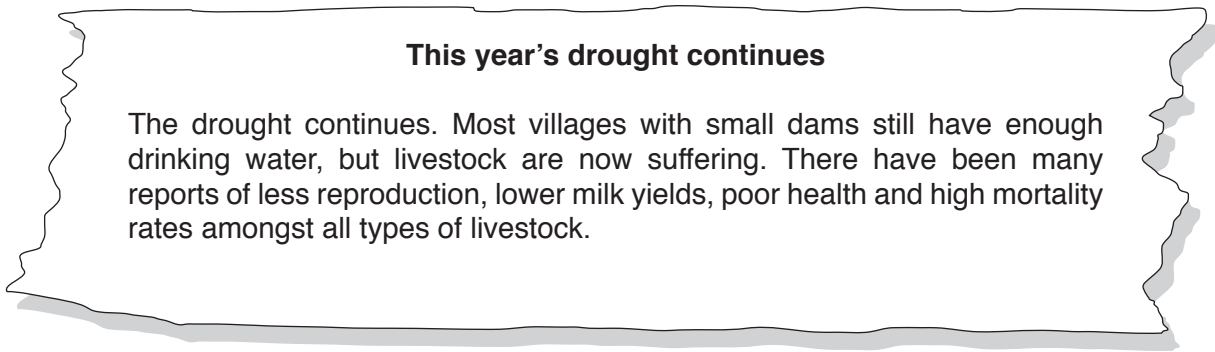 This year’s drought continues
The drought continues. Most villages with small dams still have enough
drinking water, but livestock are now suffering. There have been many
reports of less reproduction, lower milk yields, poor health and high mortality
rates amongst all types of livestock.